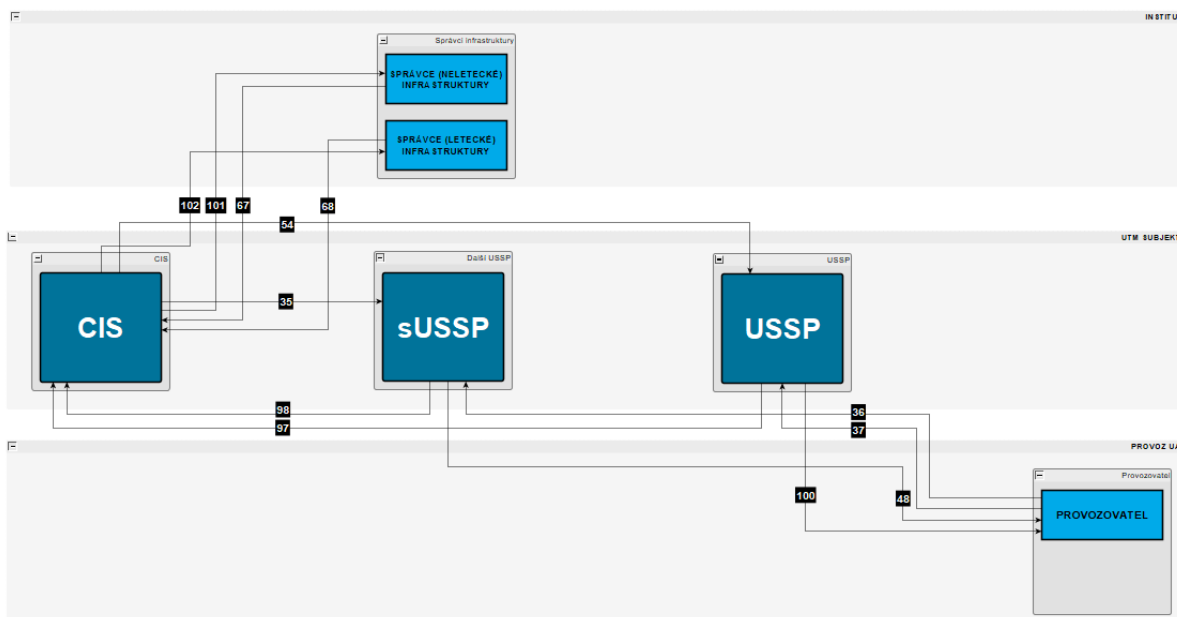 INSTITU
Správci infrastruktury
SPRÁVCE (NELETECKÉ)
INFRASTRUKTURY
SPRÁVCE (LETECKÉ)
INFRASTRUKTURY
102
101
67
68
54
UTM SUBJEKT
CIS
Další USSP
USSP
CIS
35
sUSSP
USSP
98
97
36
37
PROVOZ UA
Provozovatel
100
48
PROVOZOVATEL